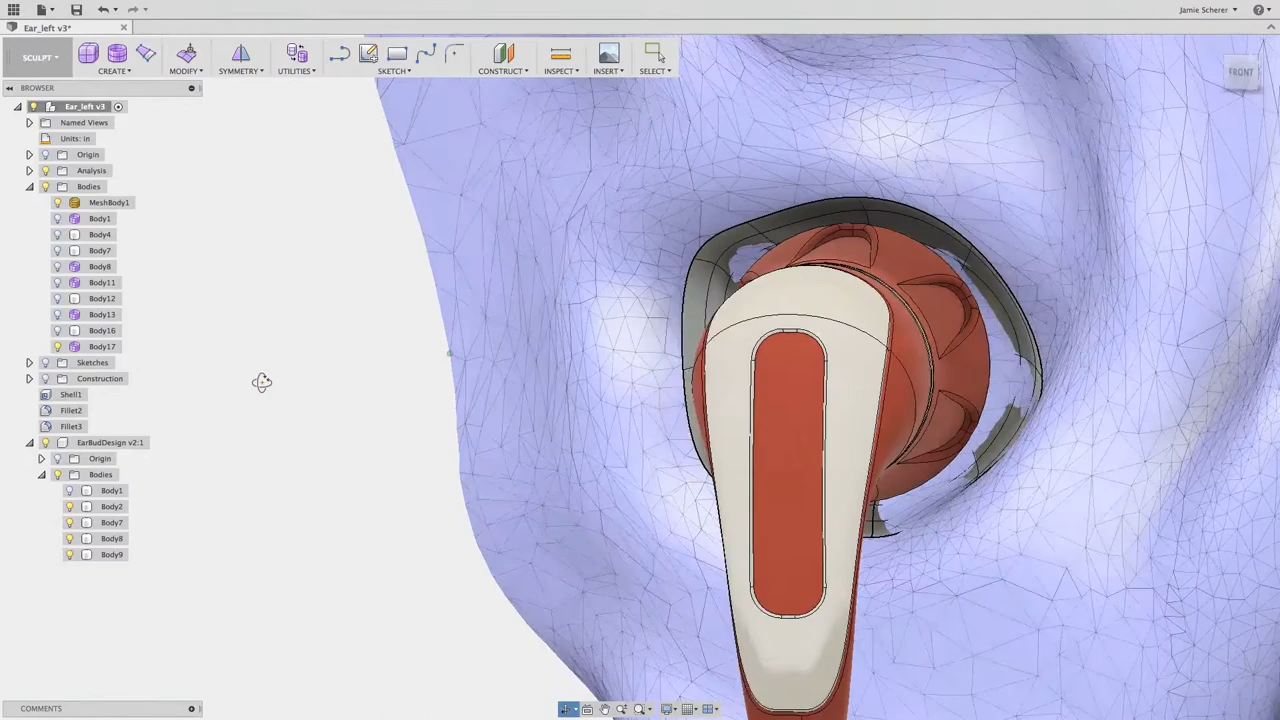 Jamie Scherer
Ear_left v3*
SCULPT
CREATE
MODIFY
SYMMETRY
UTILITIES
SKETCH
CONSTRUCT
INSPECT
INSERT
SELECT
FRONT
BROWSER
Ear_left v3
Named Views
Units: in
Origin
Analysis
Bodies
MeshBody1
Body1
Body4
Body7
Body8
Body11
Body12
Body13
Body16
Body17
Sketches
Construction
Shell1
Fillet2
Fillet3
EarBudDesign v2:1
Origin
Bodies
Body1
Body2
Body7
Body8
Body9
COMMENTS